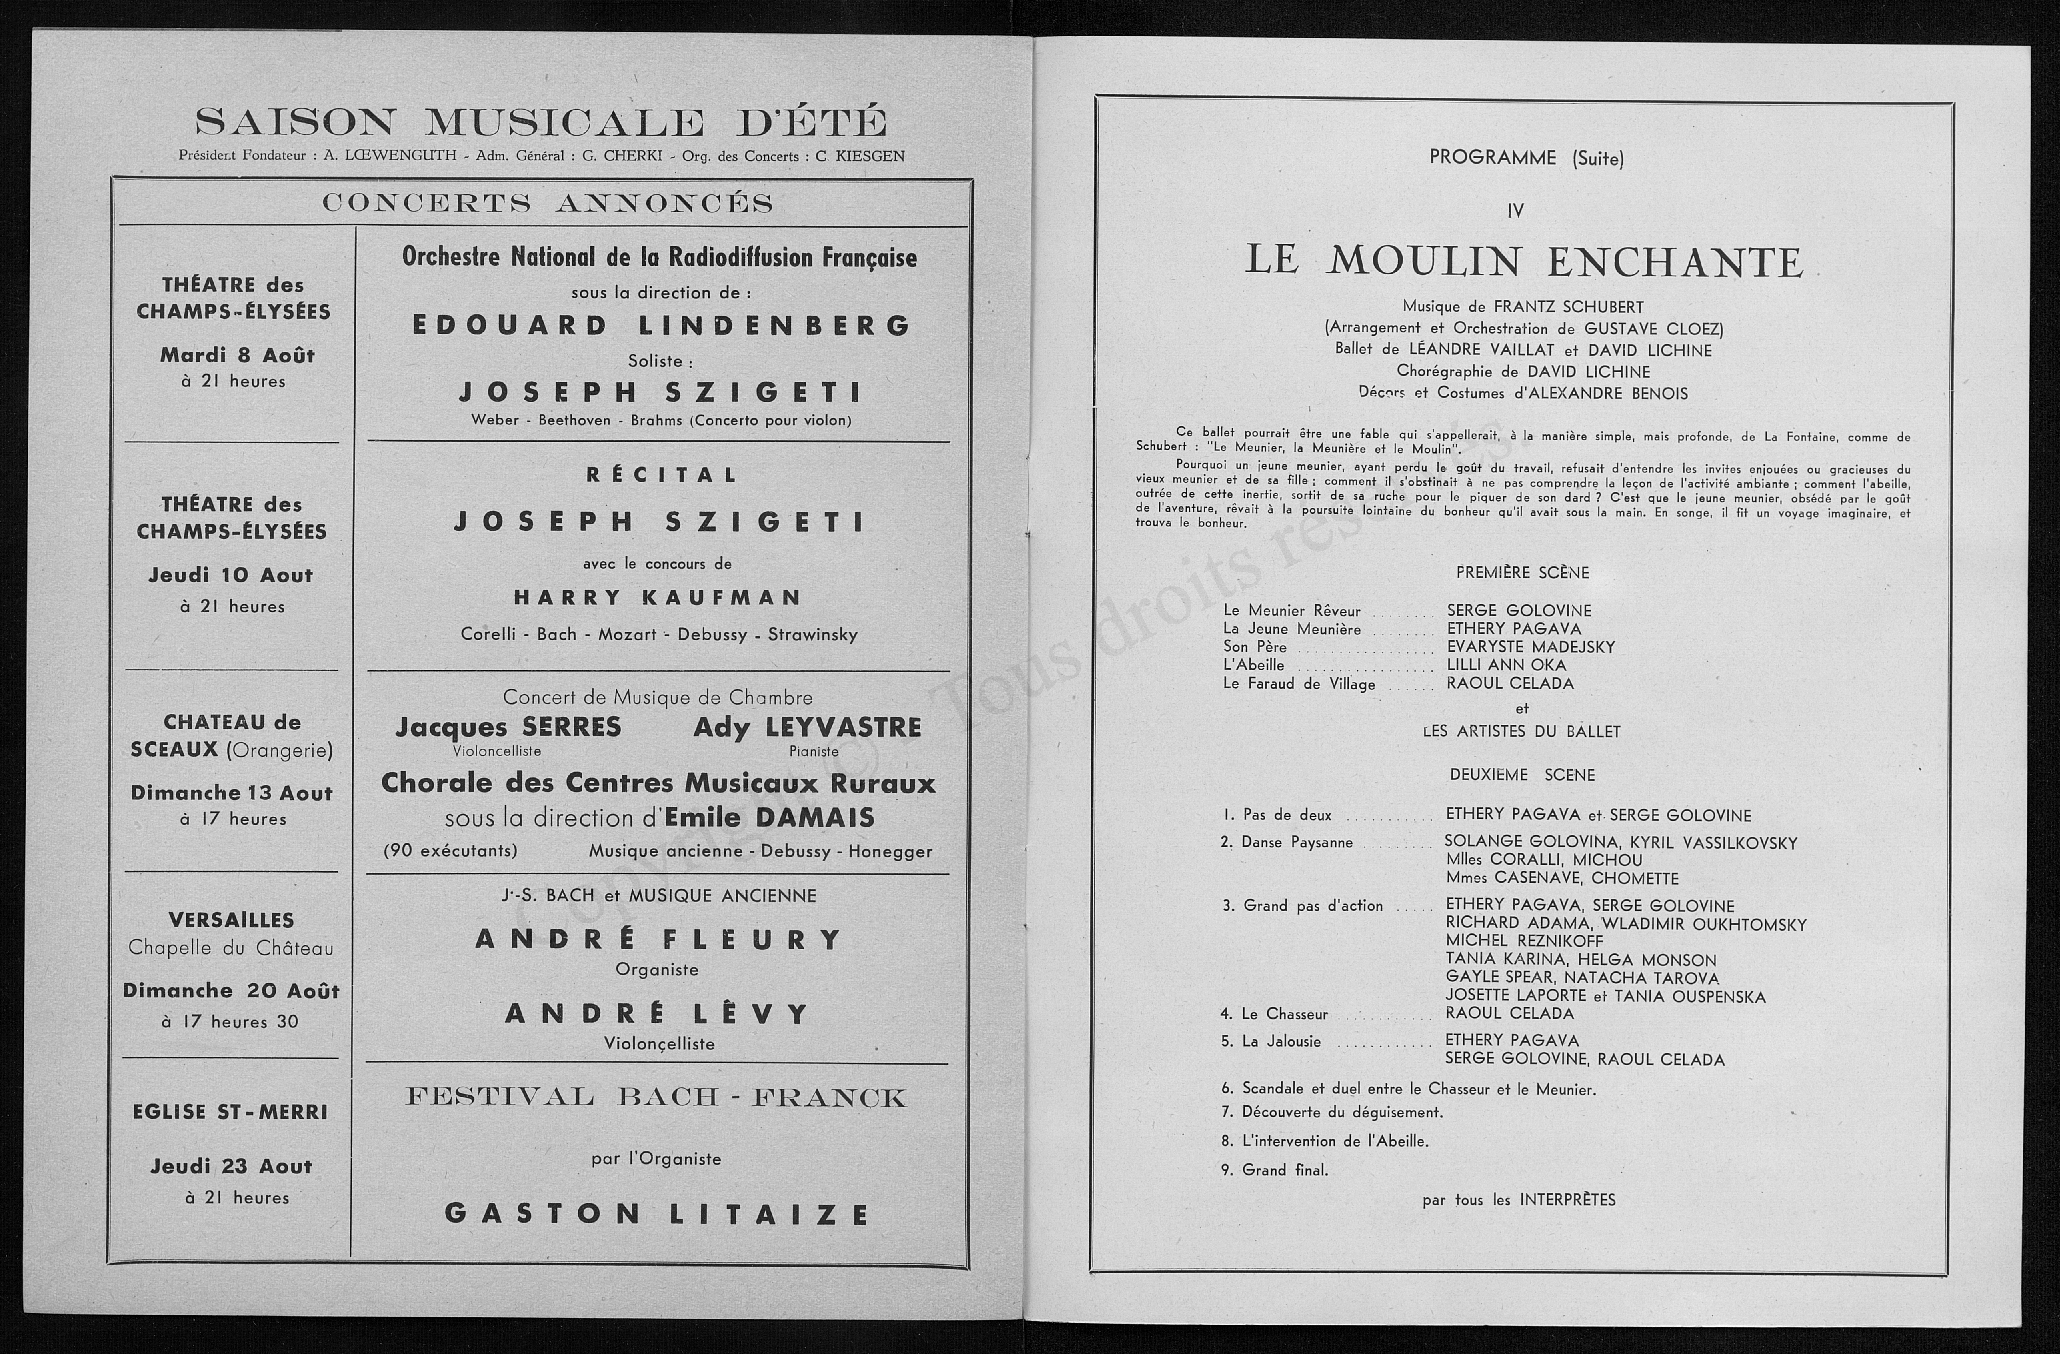 SAISON MUSICALE D'ÉTÉ
Président Fondateur : A. LŒWENGUTH - Adm. Général : G. CHERKI - Org. des Concerts : C. KIESGEN
CONCERTS ANNONCÉS
THÉATRE des
CHAMPS-ÉLYSÉES
Mardi 8 Août
à 21 heures
Orchestre National de la Radiodiffusion Française
sous la direction de :
EDOUARD LINDENBERG
Soliste :
JOSEPH SZIGETI
Weber - Beethoven - Brahms (Concerto pour violon)
THÉATRE des
CHAMPS-ÉLYSÉES
Jeudi 10 Aout
à 21 heures
RÉCITAL
JOSEPH SZIGETI
avec le concours de
HARRY KAUFMAN
Corelli - Bach - Mozart - Debussy - Strawinsky
CHATEAU de
SCEAUX (Orangerie)
Dimanche 13 Aout
à 17 heures
Concert de Musique de Chambre
Jacques SERRES Ady LEYVASTRE
Violoncelliste Pianiste
Chorale des Centres Musicaux Ruraux
sous la direction d'Emile DAMAIS
(90 exécutants) Musique ancienne - Debussy - Honegger
VERSAILLES
Chapelle du Château
Dimanche 20 Août
à 17 heures 30
J.-S. BACH et MUSIQUE ANCIENNE
ANDRÉ FLEURY
Organiste
ANDRÉ LÊVY
Violonçelliste
EGLISE ST-MERRI
Jeudi 23 Aout
à 21 heures
FESTIVAL BACH - FRANCK
par l'Organiste
GASTON LITAIZE
PROGRAMME (Suite)
IV
LE MOULIN ENCHANTE
Musique de FRANTZ SCHUBERT
(Arrangement et Orchestration de GUSTAVE CLOEZ)
Ballet de LÉANDRE VAILLAT et DAVID LICHINE
Chorégraphie de DAVID LICHINE
Décors et Costumes d'ALEXANDRE BENOIS
Ce ballet pourrait être une fable qui s'appellerait, à la manière simple, mais profonde, de La Fontaine, comme de
Schubert : "Le Meunier, la Meunière et le Moulin".
Pourquoi un jeune meunier, ayant perdu le goût du travail, refusait d'entendre les invites enjouées ou gracieuses du
vieux meunier et de sa fille ; comment il s'obstinait à ne pas comprendre la leçon de l'activité ambiante ; comment l'abeille,
outrée de cette inertie, sortit de sa ruche pour le piquer de son dard ? C'est que le jeune meunier, obsédé par le goût
de l'aventure, rêvait à la poursuite lointaine du bonheur qu'il avait sous la main. En songe, il fit un voyage imaginaire, et
trouva le bonheur.
PREMIÈRE SCÈNE
Le Meunier Rêveur ........ SERGE GOLOVINE
La Jeune Meunière ........ ETHERY PAGAVA
Son Père ................. EVARYSTE MADEJSKY
L'Abeille ................. LILLI ANN OKA
Le Faraud de Village ...... RAOUL CELADA
et
LES ARTISTES DU BALLET
DEUXIEME SCENE
1. Pas de deux ........... ETHERY PAGAVA et SERGE GOLOVINE
2. Danse Paysanne ......... SOLANGE GOLOVINA, KYRIL VASSILKOVSKY
Mlles CORALLI, MICHOU
Mmes CASENAVE, CHOMETTE
3. Grand pas d'action ..... ETHERY PAGAVA, SERGE GOLOVINE
RICHARD ADAMA, WLADIMIR OUKHTOMSKY
MICHEL REZNIKOFF
TANIA KARINA, HELGA MONSON
GAYLE SPEAR, NATACHA TAROVA
JOSETTE LAPORTE et TANIA OUSPENSKA
4. Le Chasseur ............ RAOUL CELADA
5. La Jalousie ............ ETHERY PAGAVA
SERGE GOLOVINE, RAOUL CELADA
6. Scandale et duel entre le Chasseur et le Meunier.
7. Découverte du déguisement.
8. L'intervention de l'Abeille.
9. Grand final.
par tous les INTERPRÈTES
Copyright © Tous droits réservés.